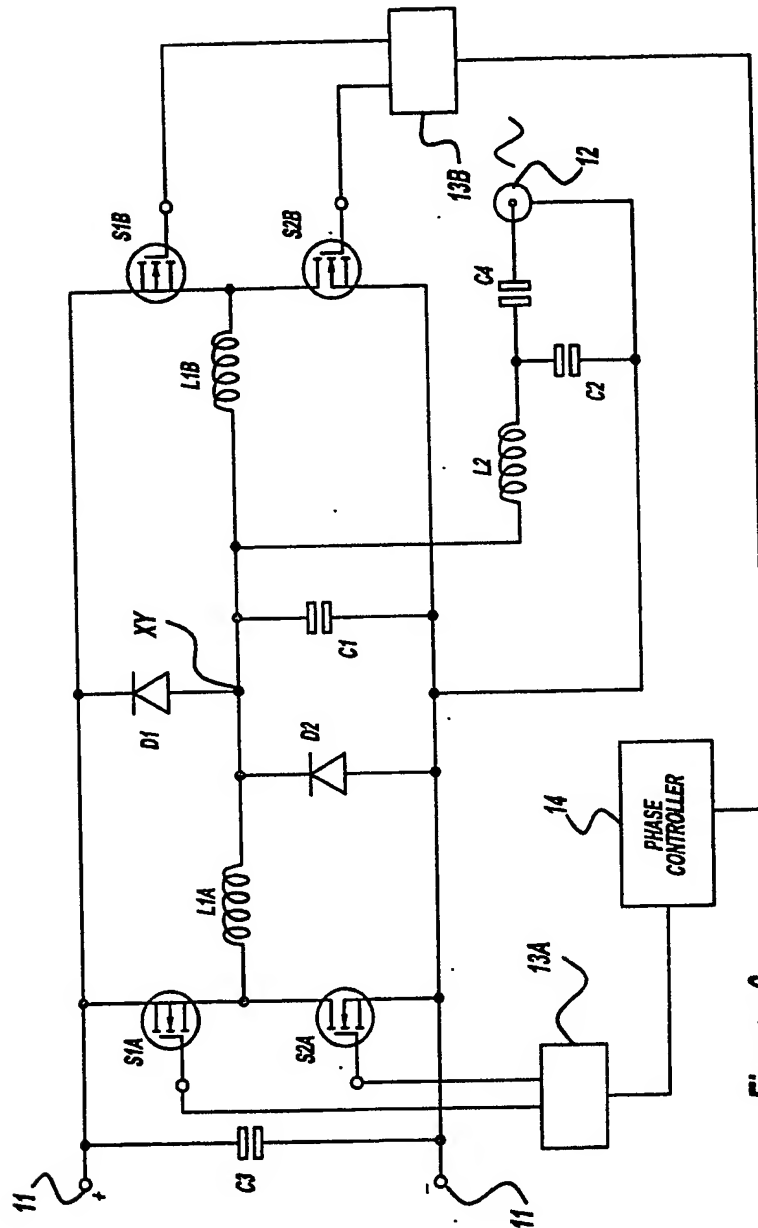 S1B
S2B
13B
12
C4
C2
L1B
L2
XY
D1
D2
C1
L1A
14
PHASE
CONTROLLER
S1A
S2A
13A
C3
11
+
−
11